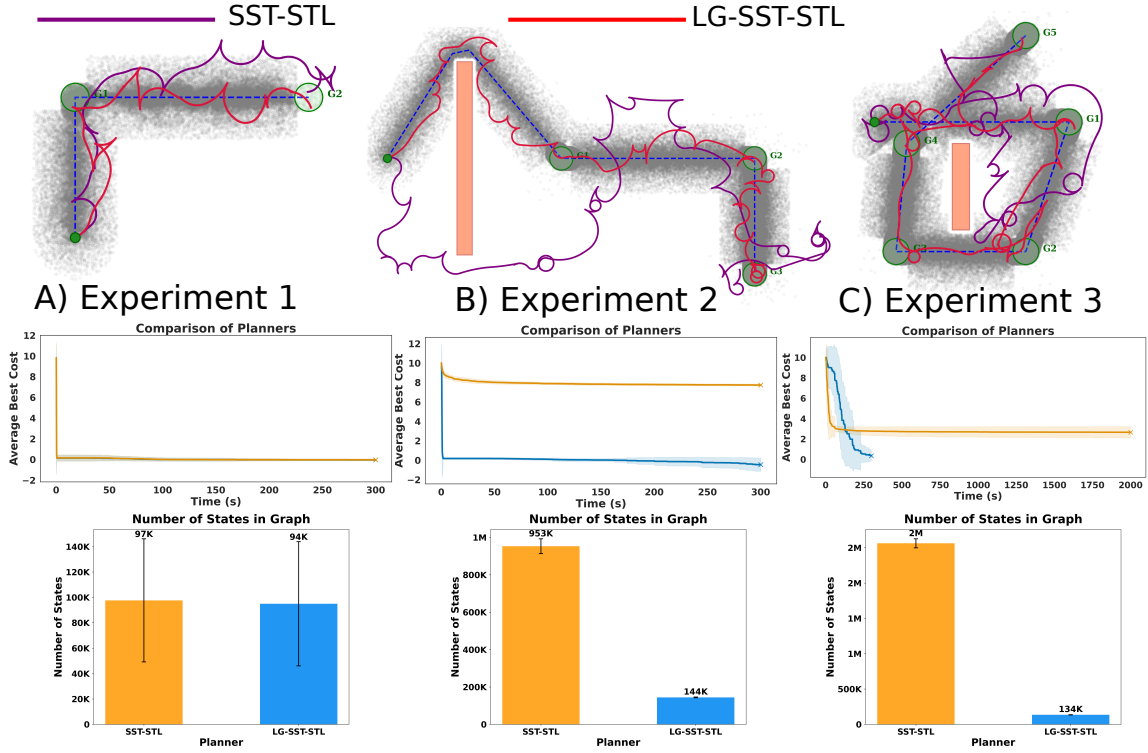 SST-STL
LG-SST-STL
G1
G2
G1
G2
G3
G5
G1
G4
G3
G2
A) Experiment 1
B) Experiment 2
C) Experiment 3
Comparison of Planners
Average Best Cost
12
10
8
6
4
2
0
−2
0
50
100
150
200
250
300
Time (s)
Comparison of Planners
Average Best Cost
12
10
8
6
4
2
0
−2
0
50
100
150
200
250
300
Time (s)
Comparison of Planners
Average Best Cost
10
8
6
4
2
0
0
250
500
750
1000
1250
1500
1750
2000
Time (s)
Number of States in Graph
Number of States
140K
120K
100K
80K
60K
40K
20K
0
97K
94K
SST-STL
LG-SST-STL
Planner
Number of States in Graph
Number of States
1M
800K
600K
400K
200K
0
953K
144K
SST-STL
LG-SST-STL
Planner
Number of States in Graph
Number of States
2M
2M
1M
1M
500K
0
2M
134K
SST-STL
LG-SST-STL
Planner